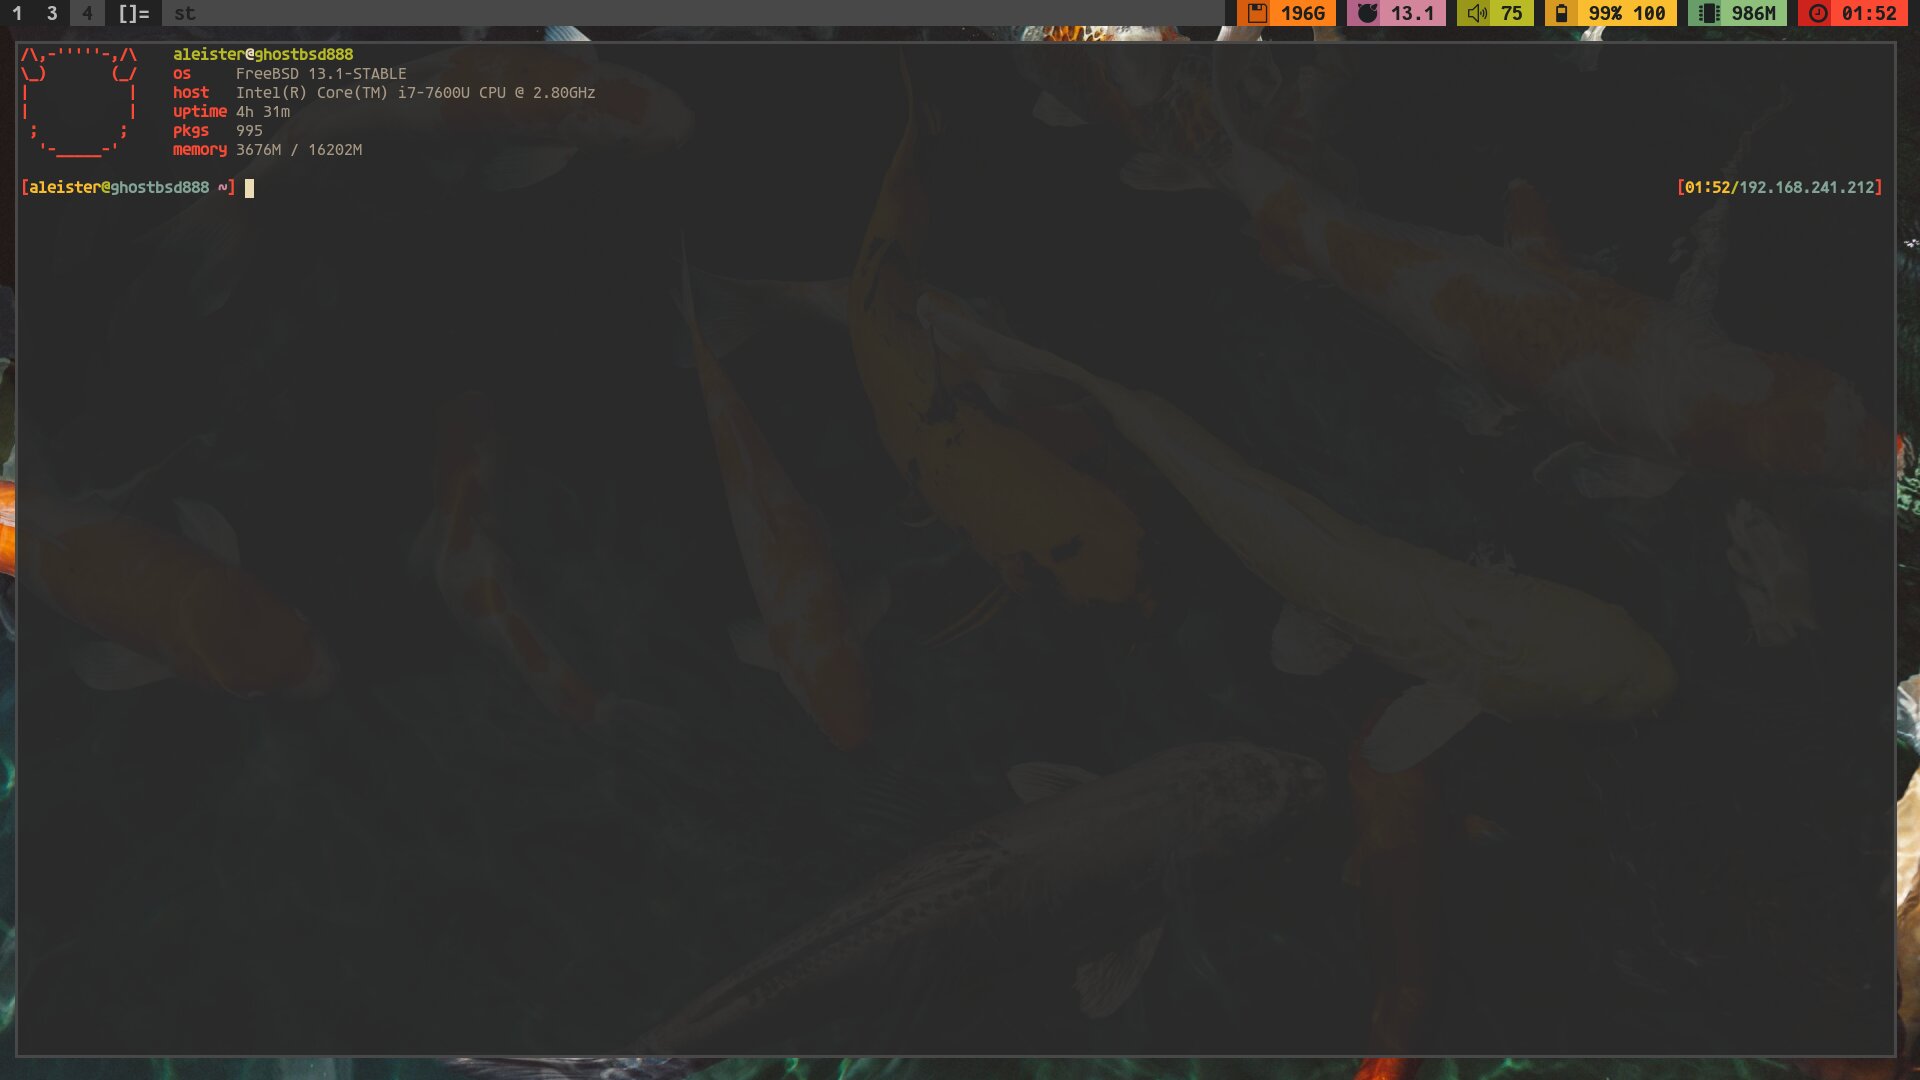 1 3 4 []= st 196G 13.1 75 99% 100 986M 01:52
/\,-'''''-,/\ aleister@ghostbsd888
\_) (_/ os FreeBSD 13.1-STABLE
| | host Intel(R) Core(TM) i7-7600U CPU @ 2.80GHz
| | uptime 4h 31m
; ; pkgs 995
'-_____-' memory 3676M / 16202M
[aleister@ghostbsd888 ~] [01:52/192.168.241.212]